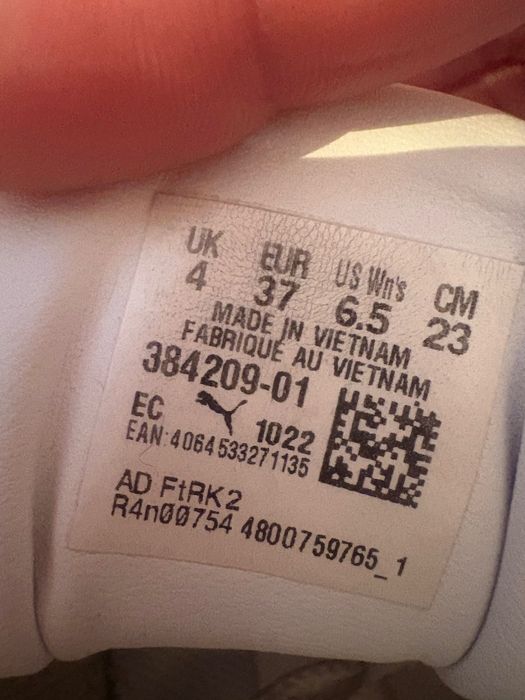 UK EUR US Wn's CM
4 37 6.5 23
MADE IN VIETNAM
FABRIQUÉ AU VIETNAM
384209-01
EC 1022
EAN:4064533271135
AD FtRK2
R4n00754 4800759765_1